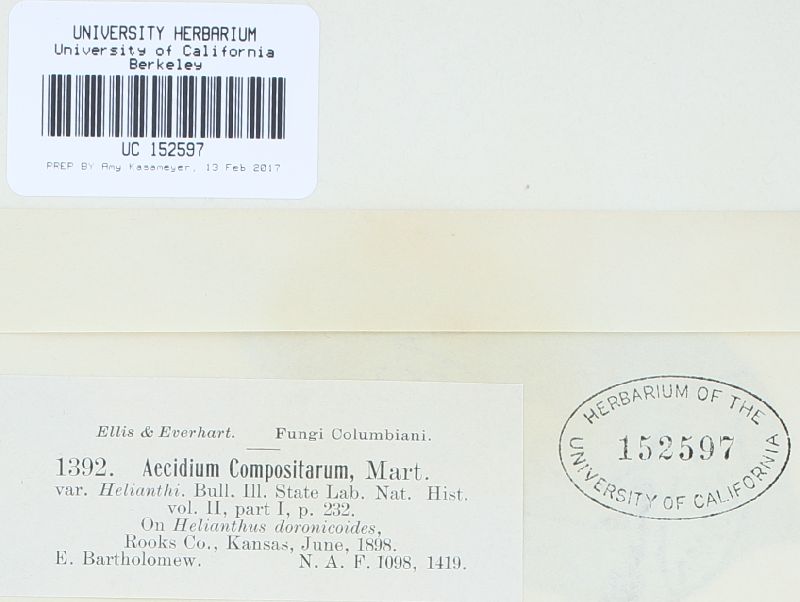 UNIVERSITY HERBARIUM
University of California
Berkeley
UC 152597
PREP BY Amy Kasameyer, 13 Feb 2017
Ellis & Everhart. Fungi Columbiani.
1392. Aecidium Compositarum, Mart.
var. Helianthi. Bull. Ill. State Lab. Nat. Hist.
vol. II, part I, p. 232.
On Helianthus doronicoides,
Rooks Co., Kansas, June, 1898.
E. Bartholomew. N. A. F. 1098, 1419.
HERBARIUM OF THE
152597
UNIVERSITY OF CALIFORNIA